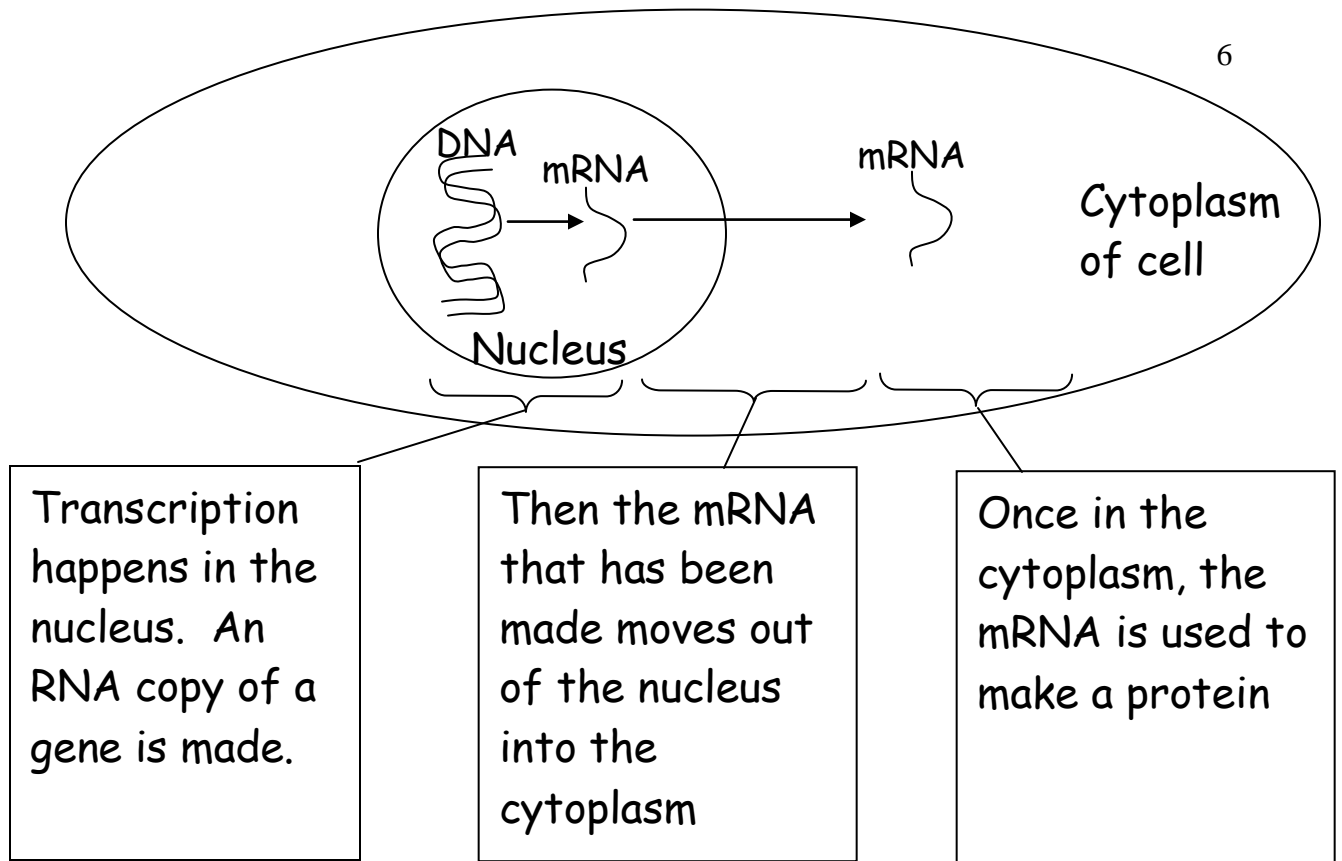 6
DNA
mRNA
mRNA
Cytoplasm
of cell
Nucleus
Transcription
happens in the
nucleus.  An
RNA copy of a
gene is made.
Then the mRNA
that has been
made moves out
of the nucleus
into the
cytoplasm
Once in the
cytoplasm, the
mRNA is used to
make a protein